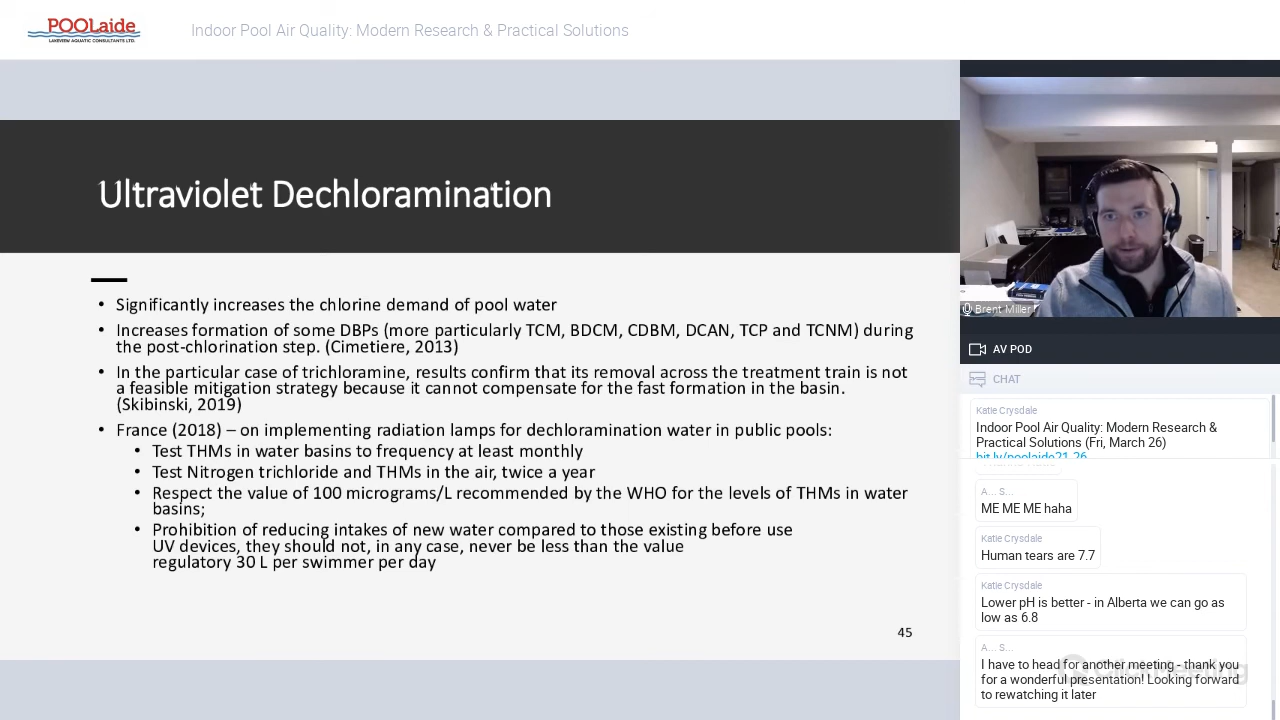 POOLaide
LAKEVIEW AQUATIC CONSULTANTS LTD.
Indoor Pool Air Quality: Modern Research & Practical Solutions
Ultraviolet Dechloramination
• Significantly increases the chlorine demand of pool water
• Increases formation of some DBPs (more particularly TCM, BDCM, CDBM, DCAN, TCP and TCNM) during
the post-chlorination step. (Cimetiere, 2013)
• In the particular case of trichloramine, results confirm that its removal across the treatment train is not
a feasible mitigation strategy because it cannot compensate for the fast formation in the basin.
(Skibinski, 2019)
• France (2018) – on implementing radiation lamps for dechloramination water in public pools:
• Test THMs in water basins to frequency at least monthly
• Test Nitrogen trichloride and THMs in the air, twice a year
• Respect the value of 100 micrograms/L recommended by the WHO for the levels of THMs in water
basins;
• Prohibition of reducing intakes of new water compared to those existing before use
UV devices, they should not, in any case, never be less than the value
regulatory 30 L per swimmer per day
45
Brent Miller
AV POD
CHAT
Katie Crysdale
Indoor Pool Air Quality: Modern Research &
Practical Solutions (Fri, March 26)
bit.ly/poolaide21-26
A... S...
ME ME ME haha
Katie Crysdale
Human tears are 7.7
Katie Crysdale
Lower pH is better - in Alberta we can go as
low as 6.8
A... S...
I have to head for another meeting - thank you
for a wonderful presentation! Looking forward
to rewatching it later